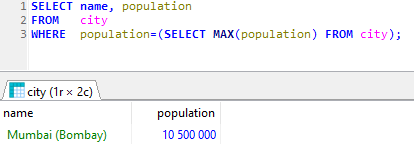 1 SELECT name, population
2 FROM city
3 WHERE population=(SELECT MAX(population) FROM city);
city (1r × 2c)
name population
Mumbai (Bombay) 10 500 000